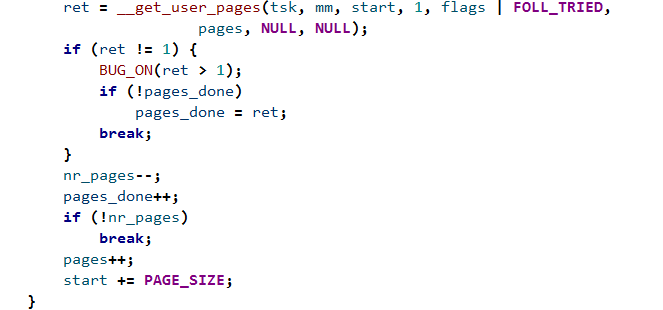 ret = __get_user_pages(tsk, mm, start, 1, flags | FOLL_TRIED,
pages, NULL, NULL);
if (ret != 1) {
BUG_ON(ret > 1);
if (!pages_done)
pages_done = ret;
break;
}
nr_pages--;
pages_done++;
if (!nr_pages)
break;
pages++;
start += PAGE_SIZE;
}